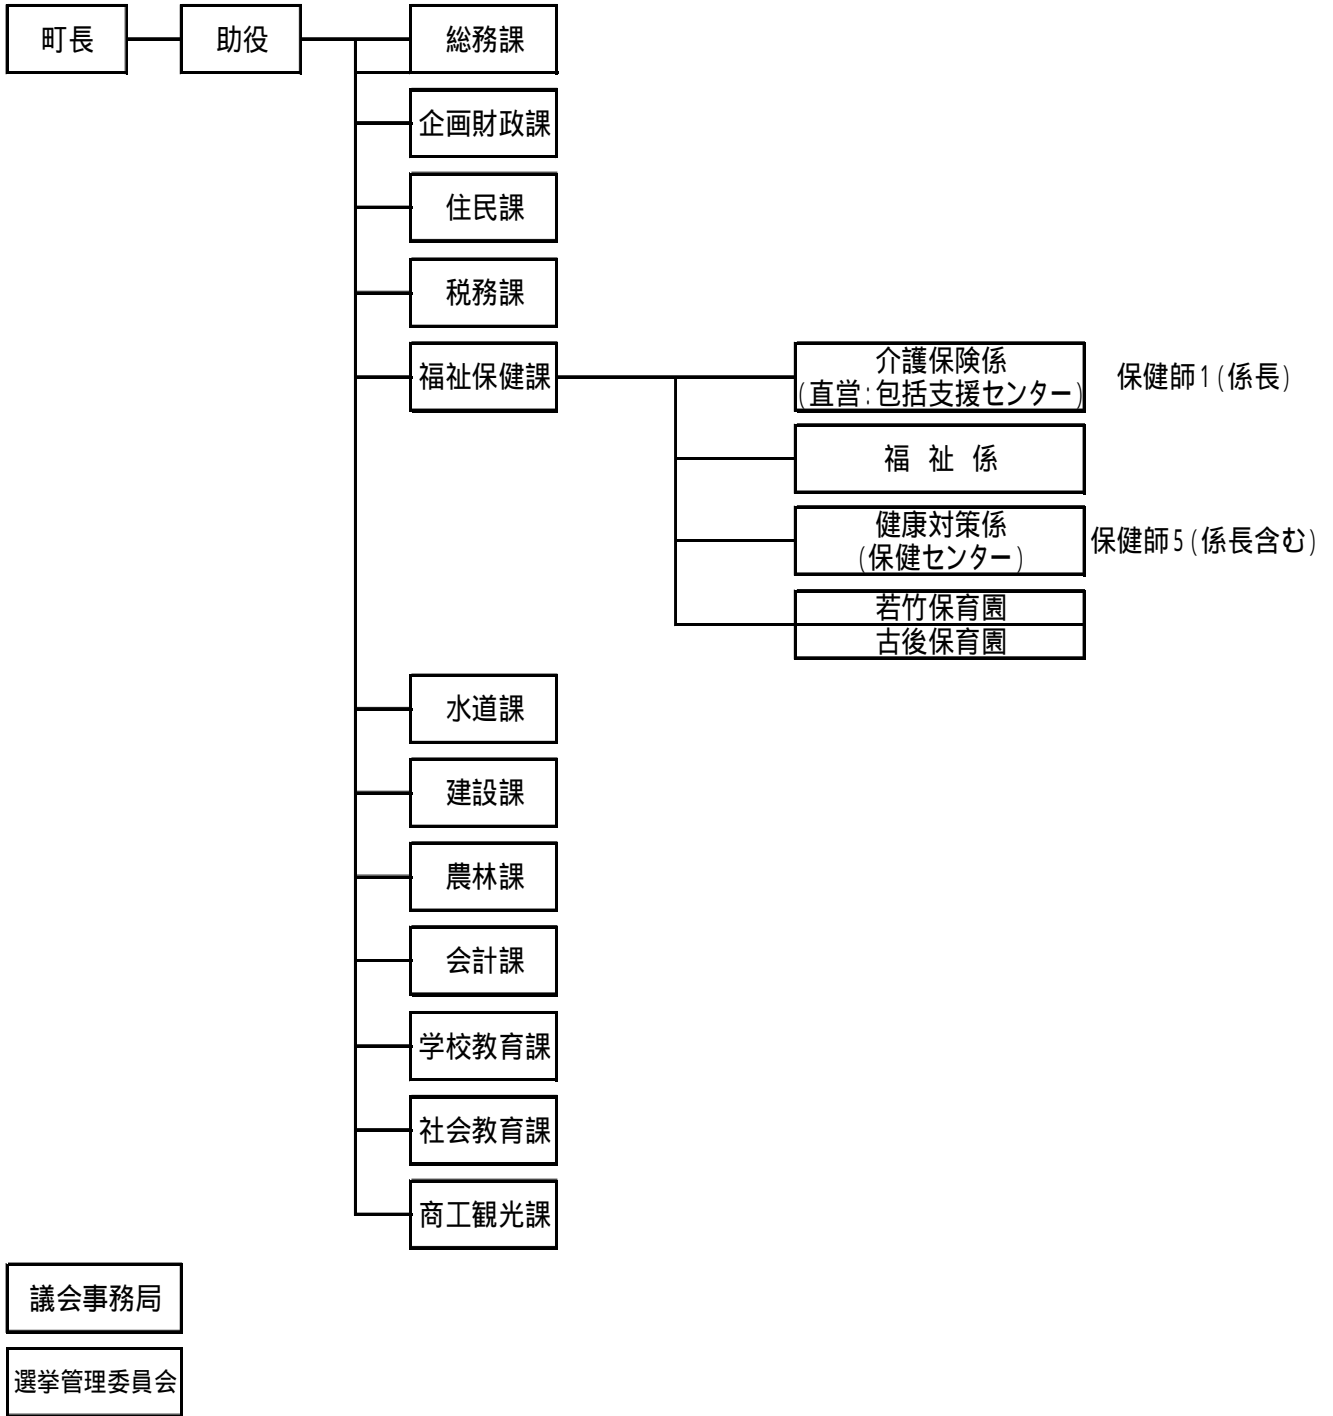 町長
助役
総務課
企画財政課
住民課
税務課
福祉保健課
介護保険係
(直営:包括支援センター)
保健師1(係長)
福 祉 係
健康対策係
(保健センター)
保健師5(係長含む)
若竹保育園
古後保育園
水道課
建設課
農林課
会計課
学校教育課
社会教育課
商工観光課
議会事務局
選挙管理委員会